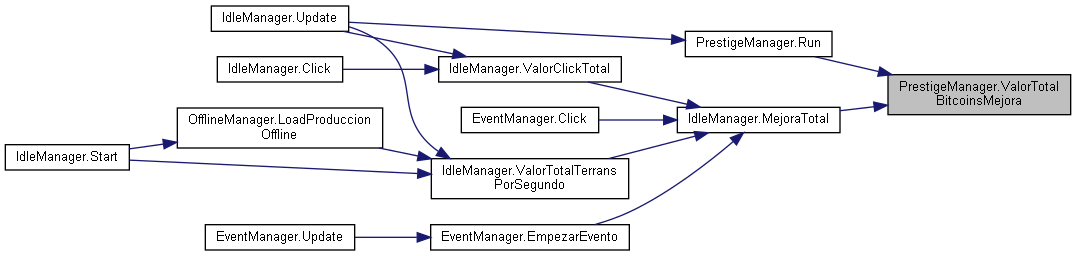 IdleManager.Update
PrestigeManager.Run
IdleManager.Click
IdleManager.ValorClickTotal
PrestigeManager.ValorTotal
BitcoinsMejora
OfflineManager.LoadProduccion
Offline
EventManager.Click
IdleManager.MejoraTotal
IdleManager.Start
IdleManager.ValorTotalTerrans
PorSegundo
EventManager.Update
EventManager.EmpezarEvento